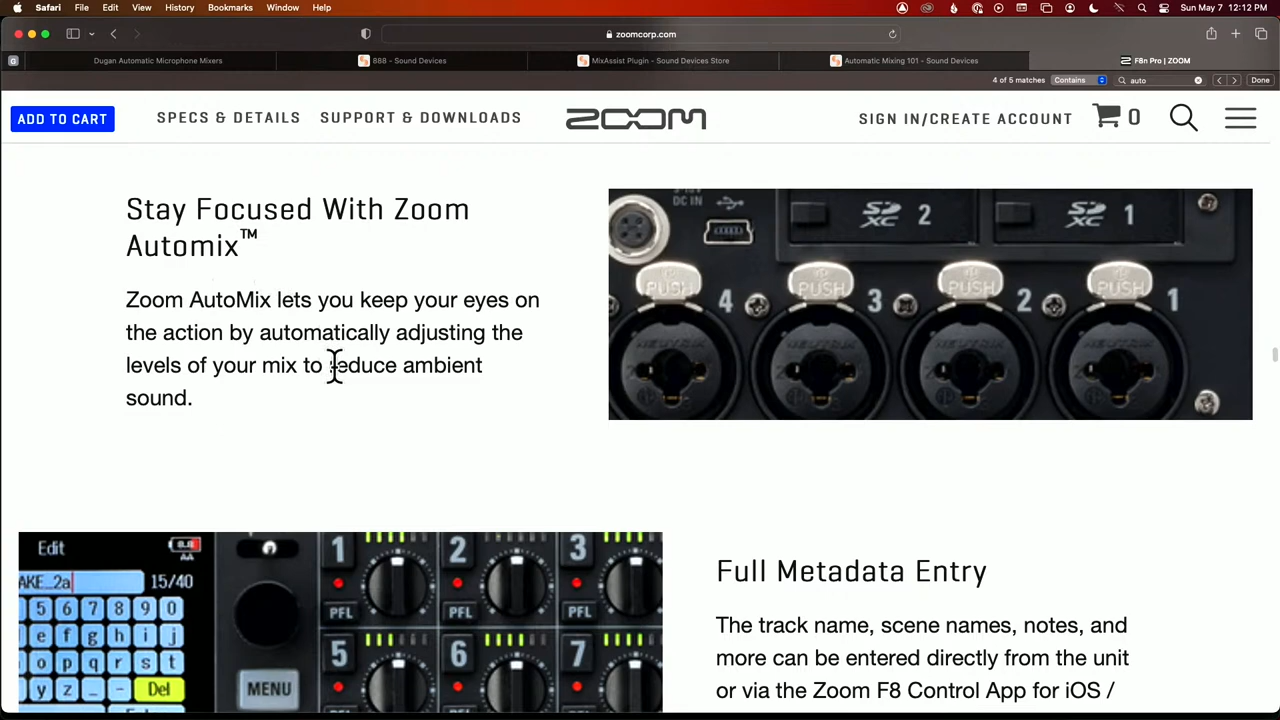 Safari File Edit View History Bookmarks Window Help
Sun May 7 12:12 PM
zoomcorp.com
G Dugan Automatic Microphone Mixers
888 - Sound Devices
MixAssist Plugin - Sound Devices Store
Automatic Mixing 101 - Sound Devices
F8n Pro | ZOOM
4 of 5 matches Contains auto Done
ADD TO CART SPECS & DETAILS SUPPORT & DOWNLOADS ZOOM SIGN IN/CREATE ACCOUNT 0
Stay Focused With Zoom
Automix™
Zoom AutoMix lets you keep your eyes on
the action by automatically adjusting the
levels of your mix to reduce ambient
sound.
DC IN
SD XC 2
SD XC 1
PUSH PUSH PUSH PUSH
4 3 2 1
NEUTRIK NEUTRIK NEUTRIK
Edit
AKE_2a 15/40
5 6 7 8 9 0
e f g h i j
o p q r s t
y z _ – Del
MENU
1 2 3
PFL PFL PFL
5 6 7
Full Metadata Entry
The track name, scene names, notes, and
more can be entered directly from the unit
or via the Zoom F8 Control App for iOS /